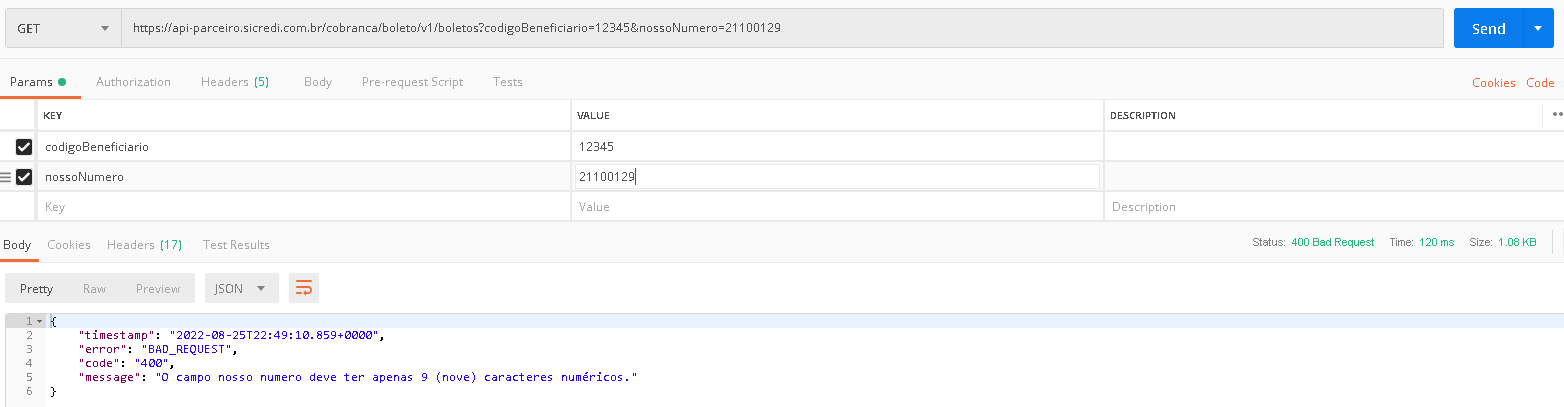 GET https://api-parceiro.sicredi.com.br/cobranca/boleto/v1/boletos?codigoBeneficiario=12345&nossoNumero=21100129 Send
Params Authorization Headers (5) Body Pre-request Script Tests Cookies Code
KEY VALUE DESCRIPTION
codigoBeneficiario 12345
nossoNumero 21100129
Key Value Description
Body Cookies Headers (17) Test Results Status: 400 Bad Request Time: 120 ms Size: 1.08 KB
Pretty Raw Preview JSON
1 {
2 "timestamp": "2022-08-25T22:49:10.859+0000",
3 "error": "BAD_REQUEST",
4 "code": "400",
5 "message": "O campo nosso numero deve ter apenas 9 (nove) caracteres numéricos."
6 }